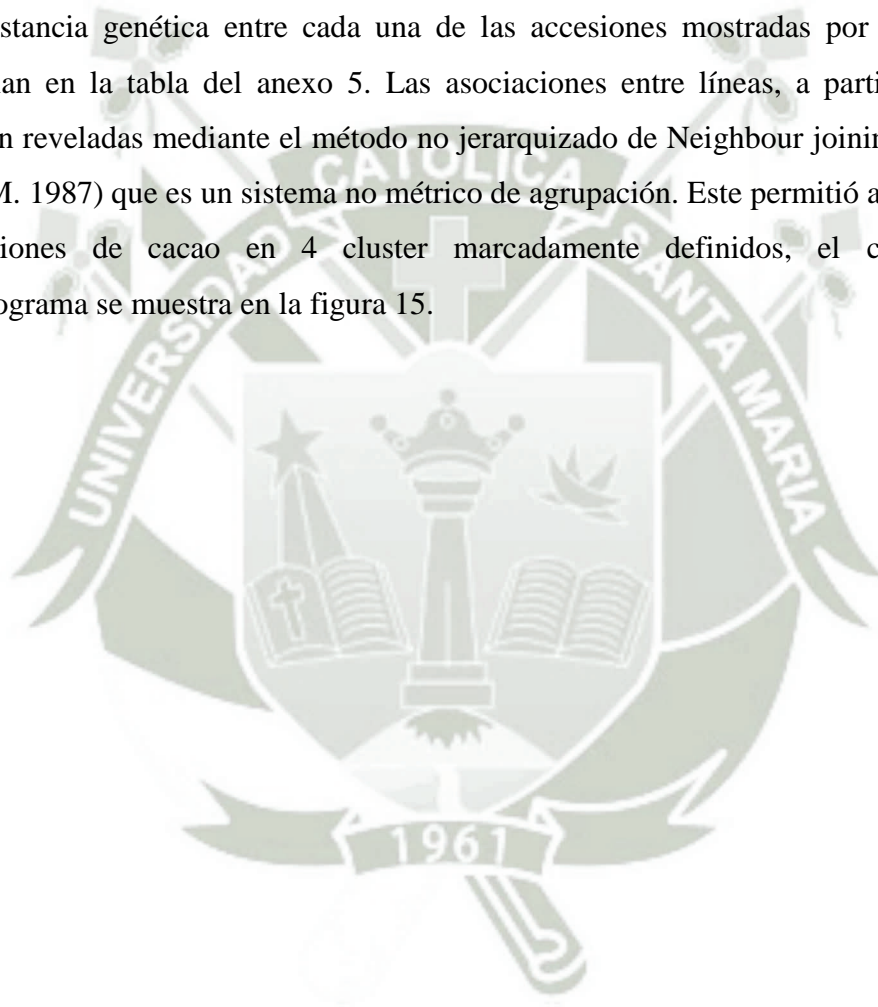 stancia genética entre cada una de las accesiones mostradas por
an en la tabla del anexo 5. Las asociaciones entre líneas, a parti
n reveladas mediante el método no jerarquizado de Neighbour joinin
M. 1987) que es un sistema no métrico de agrupación. Este permitió a
iones de cacao en 4 cluster marcadamente definidos, el c
ograma se muestra en la figura 15.
UNIVERSIDAD CATOLICA SANTA MARIA
1961